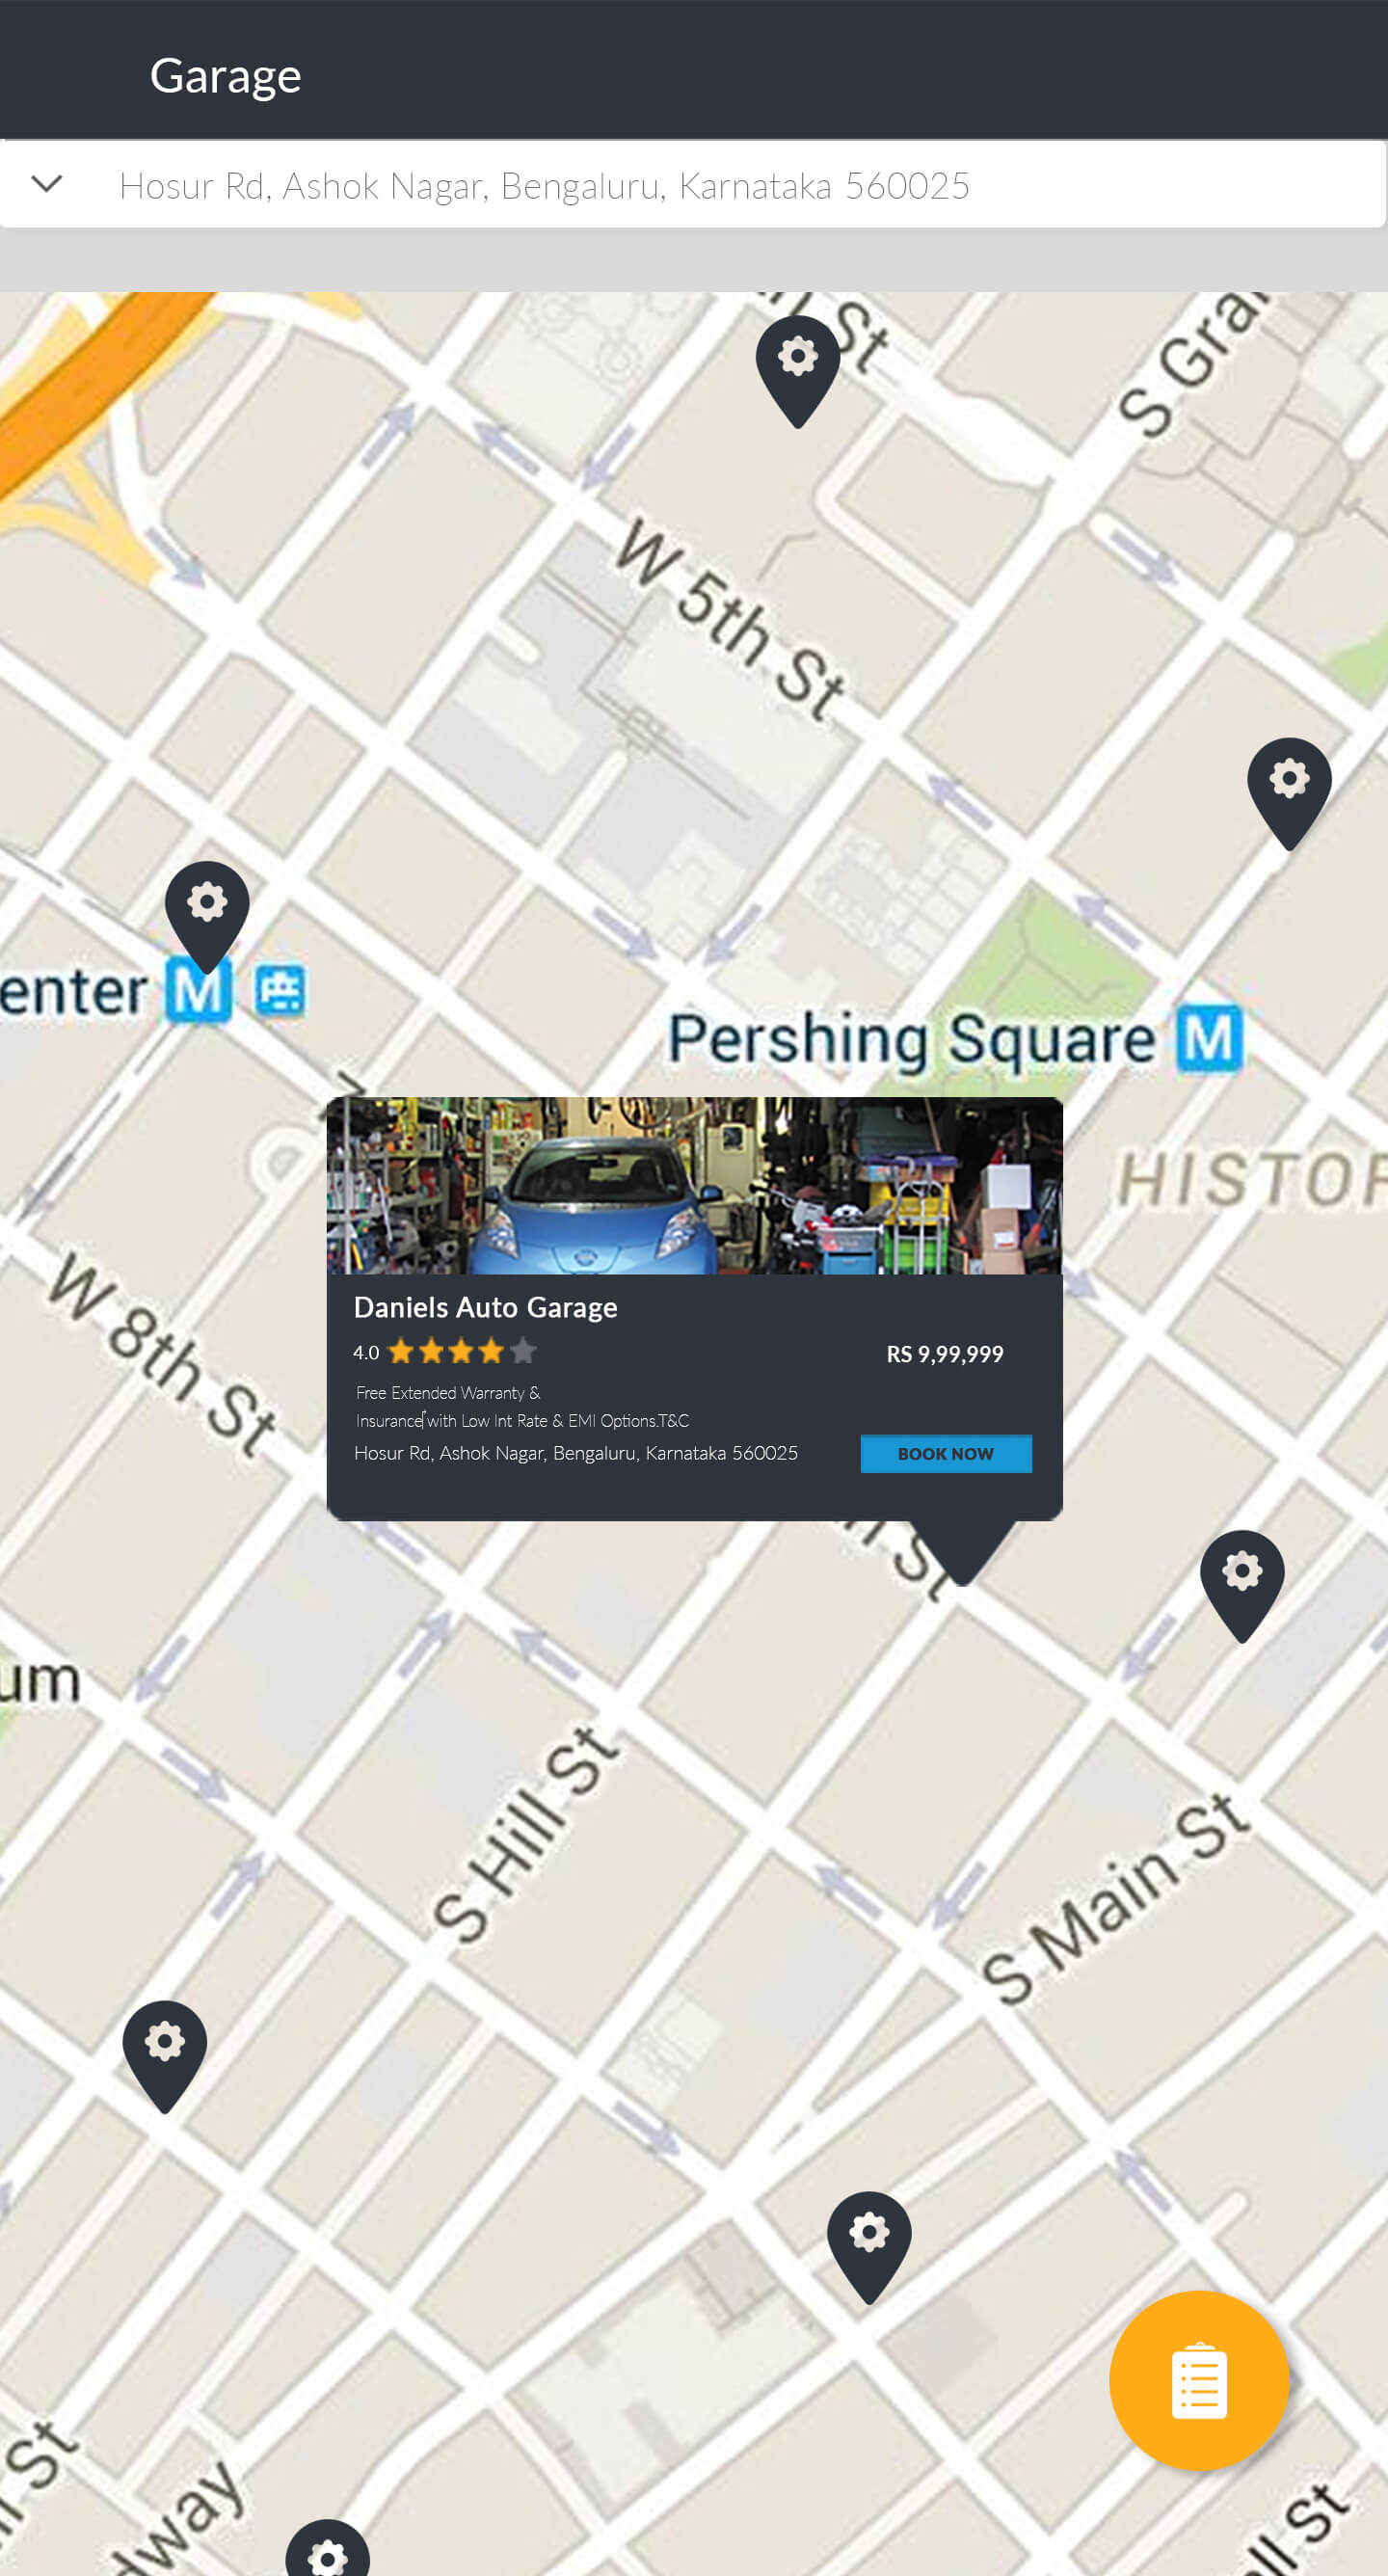 Garage
Hosur Rd, Ashok Nagar, Bengaluru, Karnataka 560025
St
S Gra
W 5th St
enter M
Pershing Square M
7
HISTOR
Daniels Auto Garage
4.0
RS 9,99,999
Free Extended Warranty &
Insurance with Low Int Rate & EMI Options.T&C
Hosur Rd, Ashok Nagar, Bengaluru, Karnataka 560025
BOOK NOW
W 8th St
St
um
S Hill St
S Main St
St
dway
ll St